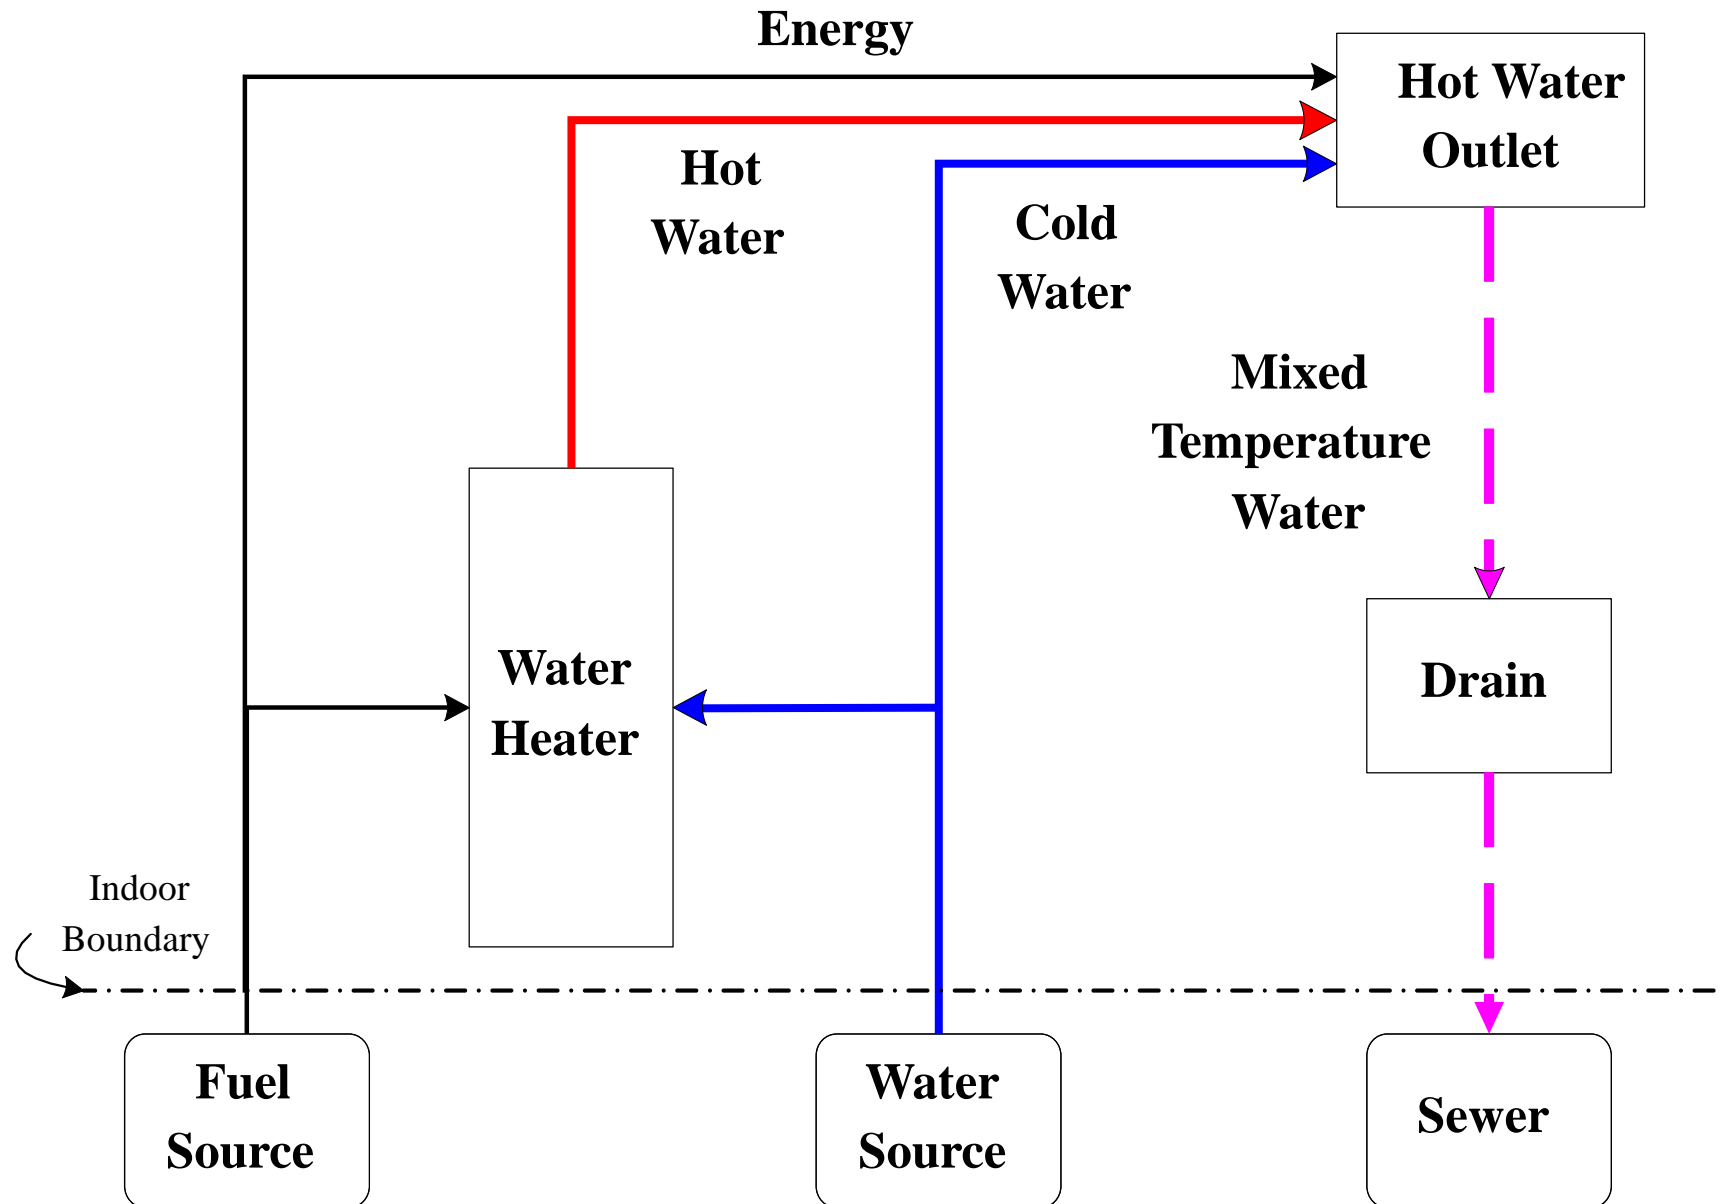 Energy
Hot Water
Outlet
Hot
Water
Cold
Water
Mixed
Temperature
Water
Water
Heater
Drain
Indoor
Boundary
Fuel
Source
Water
Source
Sewer